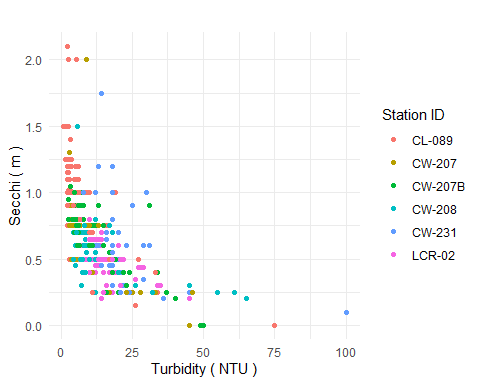 2.0
1.5
1.0
0.5
0.0
Secchi ( m )
0
25
50
75
100
Turbidity ( NTU )
Station ID
CL-089
CW-207
CW-207B
CW-208
CW-231
LCR-02